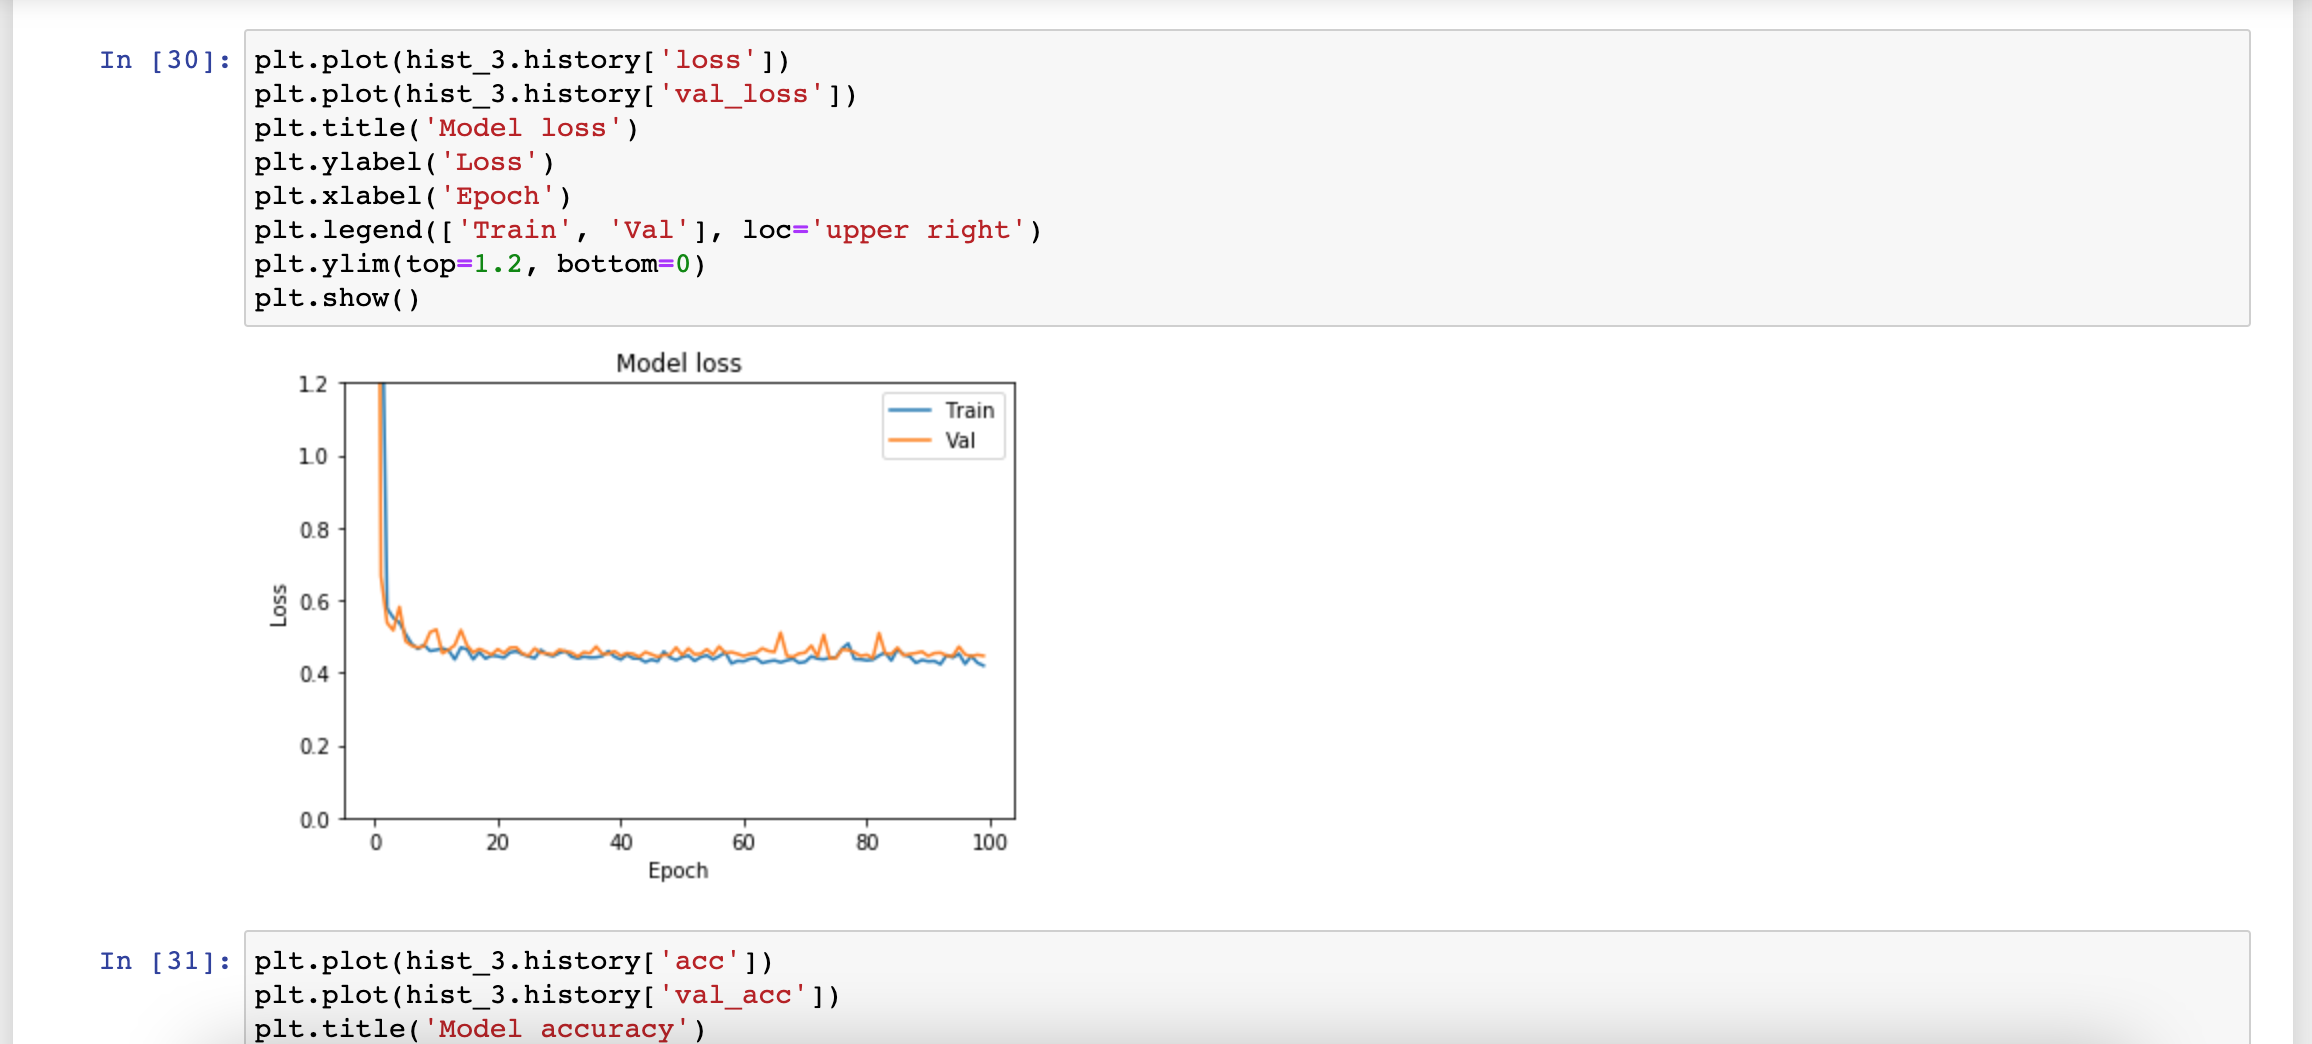 In [30]:
plt.plot(hist_3.history['loss'])
plt.plot(hist_3.history['val_loss'])
plt.title('Model loss')
plt.ylabel('Loss')
plt.xlabel('Epoch')
plt.legend(['Train', 'Val'], loc='upper right')
plt.ylim(top=1.2, bottom=0)
plt.show()
Model loss
1.2
1.0
0.8
0.6
0.4
0.2
0.0
Loss
Train
Val
0 20 40 60 80 100
Epoch
In [31]:
plt.plot(hist_3.history['acc'])
plt.plot(hist_3.history['val_acc'])
plt.title('Model accuracy')